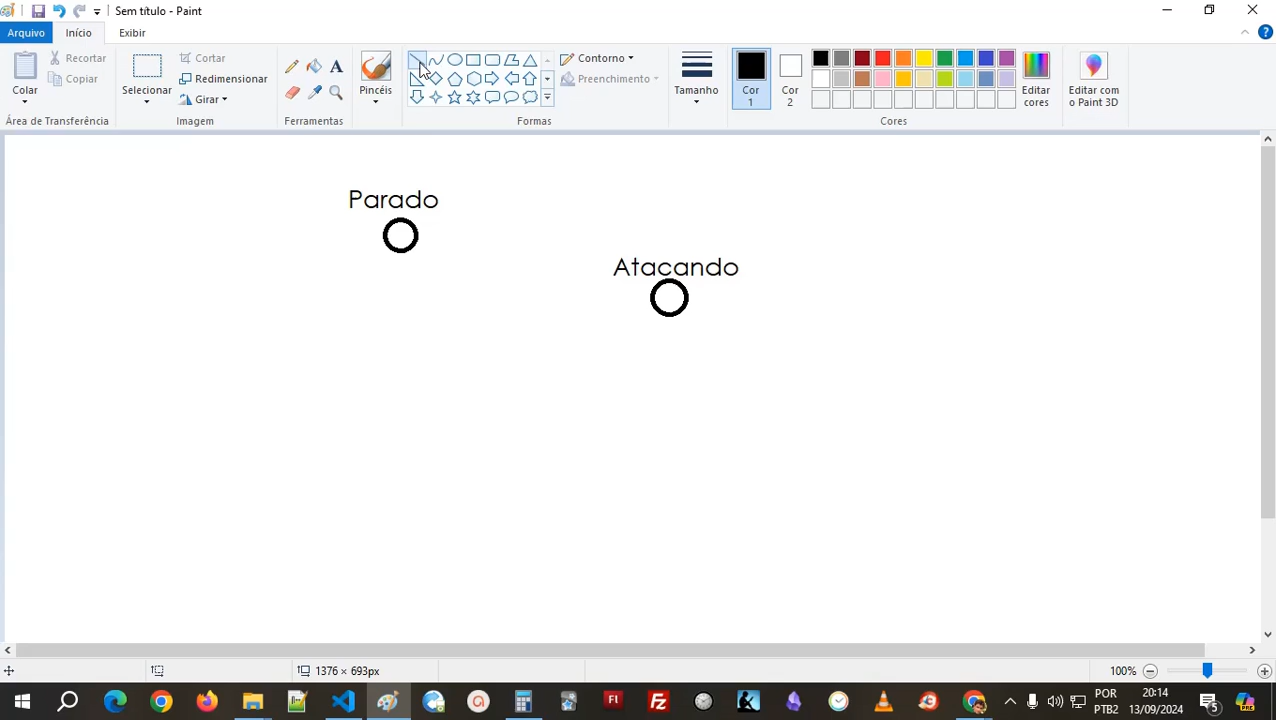 Sem título - Paint
Arquivo Início Exibir
Colar
Recortar
Copiar
Área de Transferência
Selecionar
Cortar
Redimensionar
Girar
Imagem
A
Ferramentas
Pincéis
Contorno
Preenchimento
Formas
Tamanho
Cor
1
Cor
2
Editar
cores
Cores
Editar com
o Paint 3D
Parado
Atacando
1376 × 693px
100%
POR
PTB2
20:14
13/09/2024
5